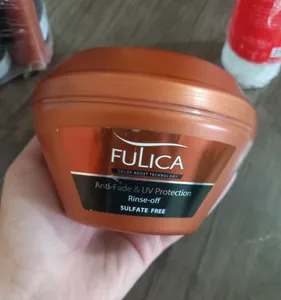 FULICA
COLOR BOOST TECHNOLOGY
Anti-Fade & UV Protection
Rinse-off
SULFATE FREE